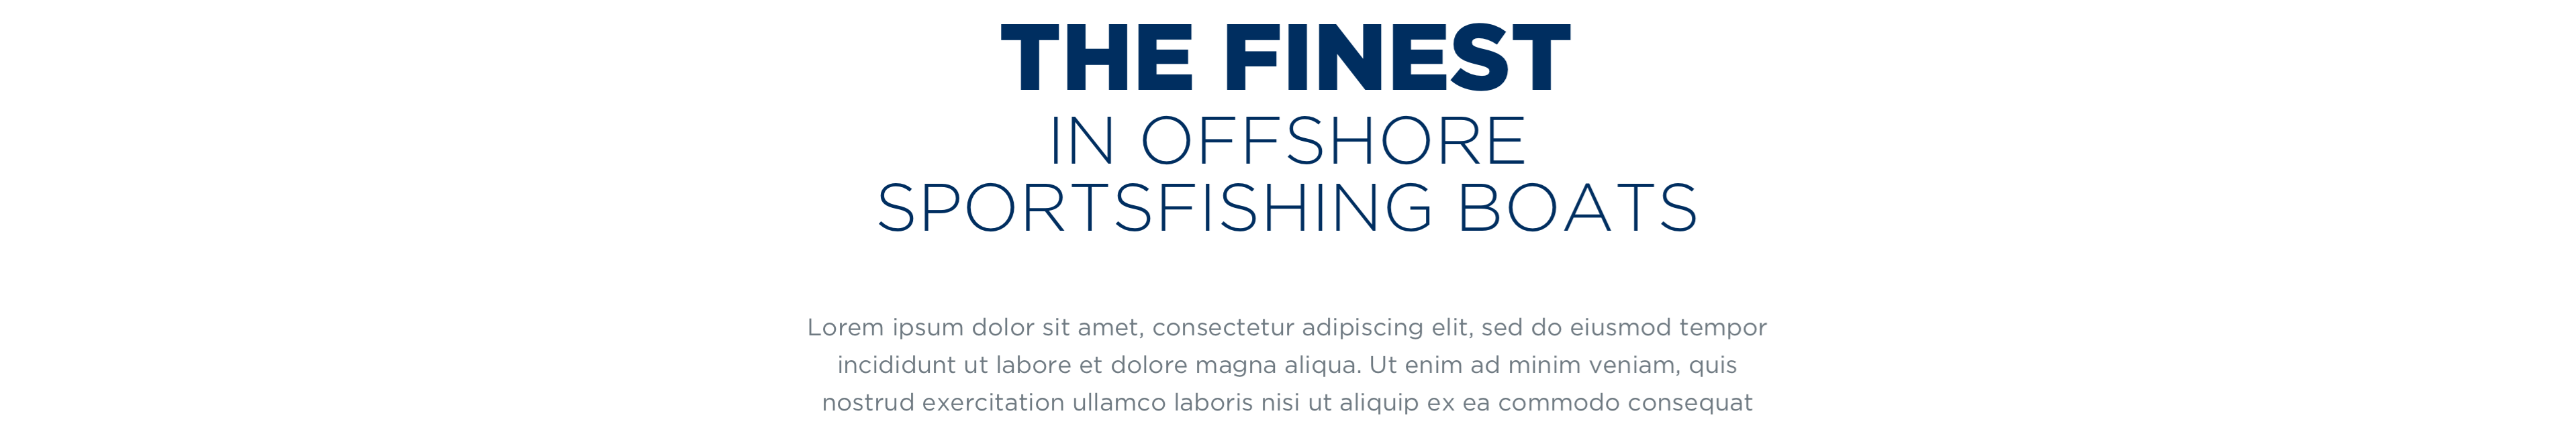 THE FINEST
IN OFFSHORE
SPORTSFISHING BOATS
Lorem ipsum dolor sit amet, consectetur adipiscing elit, sed do eiusmod tempor
incididunt ut labore et dolore magna aliqua. Ut enim ad minim veniam, quis
nostrud exercitation ullamco laboris nisi ut aliquip ex ea commodo consequat